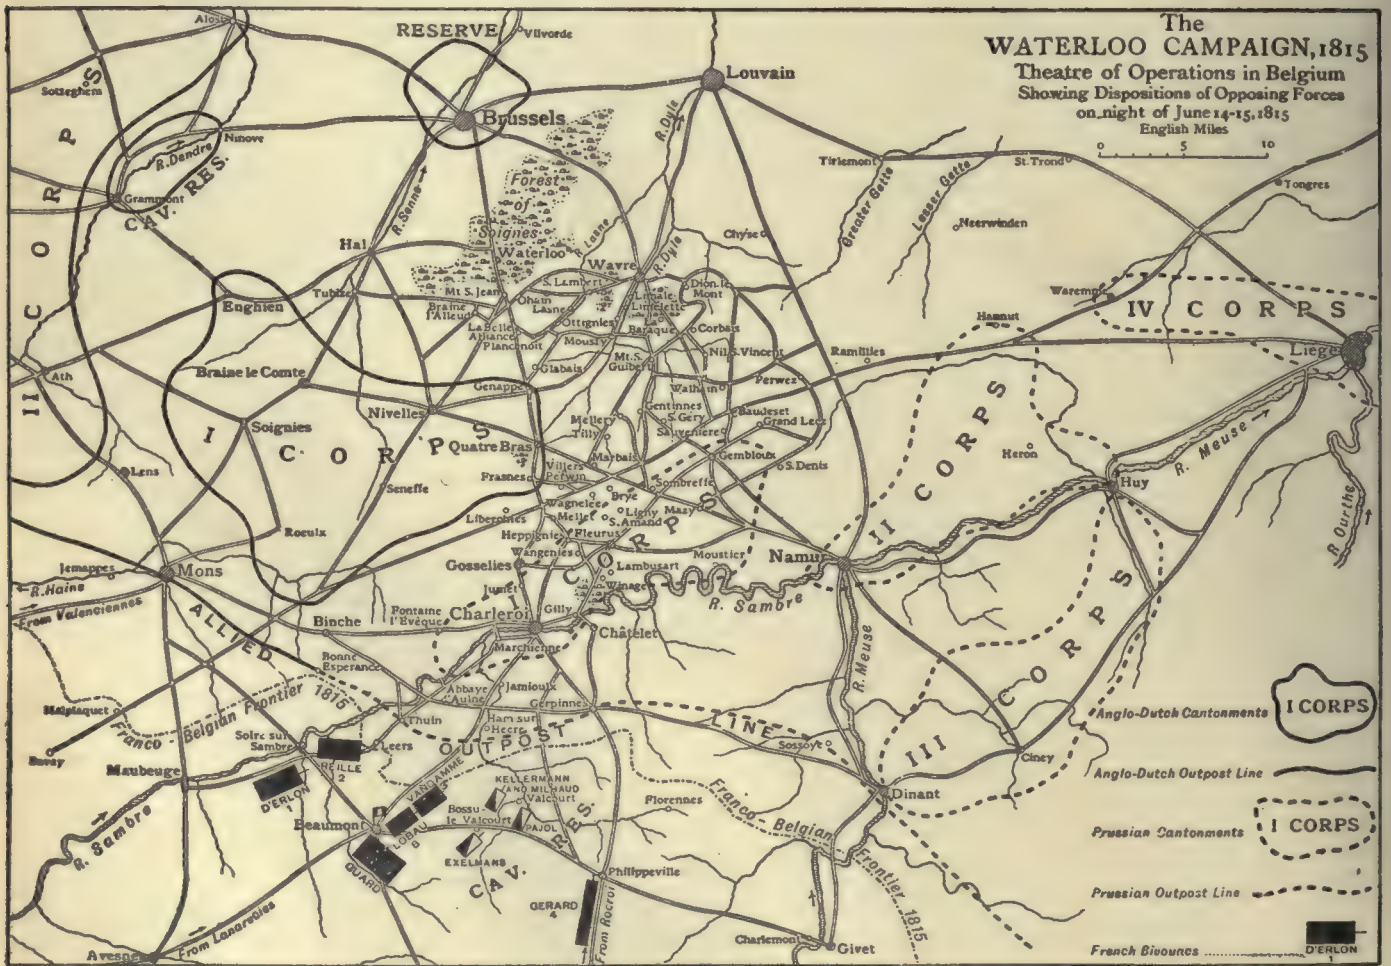 The
WATERLOO CAMPAIGN, 1815
Theatre of Operations in Belgium
Showing Dispositions of Opposing Forces
on night of June 14-15, 1815
English Miles
0 5 10
Alost
RESERVE
Vilvorde
Louvain
Sotteghem
Brussels
Ninove
R. Dendre
Grammont
CAV. RES.
II CORPS
R. Senne
Forest
of
Soignes
R. Dyle
Tirlemont
St. Trond
Tongres
Greater Gette
Lesser Gette
Neerwinden
Hal
Waterloo
R. Lasne
R. Dyle
Wavre
Chyse
Enghien
Tubize
Mt S. Jean
Braine
l'Alleud
Ohain
S. Lambert
Lasne
Dion le
Mont
Limale
Limelette
La
Baraque
Corbais
La Belle
Alliance
Plancenoit
Ottignies
Mousty
Waremme
IV CORPS
Hannut
Liége
Ramillies
Ath
Braine le Comte
Glabais
Mt. S.
Guibert
Nil S. Vincent
Walhain
Perwez
Genappe
Nivelles
Soignies
I CORPS
Mellery
Tilly
Gentinnes
S. Géry
Sauveniere
Baudeset
Grand Leez
Quatre Bras
Marbais
Gembloux
S. Denis
Villers
Perwin
Frasnes
Sombreffe
Lens
Seneffe
Wagnelee
Brye
Ligny
Mazy
Mellet
S. Amand
Liberchies
Roeulx
Heppignies
Fleurus
Wangenies
Gosselies
Moustier
Lambusart
Jumet
I CORPS
Namur
II CORPS
Heron
Huy
R. Meuse
R. Ourthe
Jemappes
Mons
R. Haine
From Valenciennes
ALLIED
Binche
Fontaine
l'Evêque
Charleroi
Gilly
R. Sambre
Châtelet
Marchienne
Bonne
Esperance
R. Meuse
III CORPS
Malplaquet
Franco-Belgian Frontier 1815
Abbaye
d'Aulne
Jamioulx
Gerpinnes
Thuin
Ham sur
Heure
OUTPOST
LINE
Sossoye
Ciney
Bavay
Solre sur
Sambre
Leers
Maubeuge
REILLE
2
D'ERLON
1
VANDAMME
3
KELLERMANN
AND MILHAUD
Valcourt
Florennes
Franco-Belgian
Frontier 1815
Dinant
R. Sambre
Beaumont
LOBAU
6
Bossu-
le Valcourt
PAJOL
EXELMANS
CAV. RES.
GUARD
Philippeville
GERARD
4
From Rocroi
Charlemont
Givet
Avesnes
Anglo-Dutch Cantonments
I CORPS
Anglo-Dutch Outpost Line
Prussian Cantonments
I CORPS
Prussian Outpost Line
French Bivouacs
D'ERLON
1